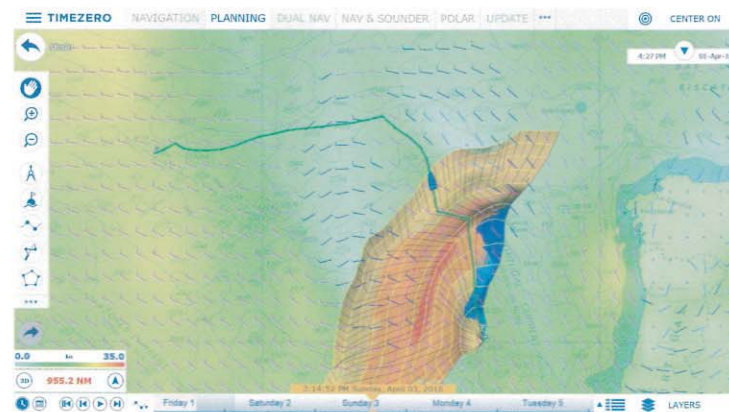 TIMEZERO NAVIGATION PLANNING DUAL NAV NAV & SOUNDER POLAR UPDATE ••• CENTER ON
4:27 PM
0.0 kn 35.0
3D 955.2 NM
2:14:52 PM Sunday, April 03, 2016
Friday 1 Saturday 2 Sunday 3 Monday 4 Tuesday 5 LAYERS